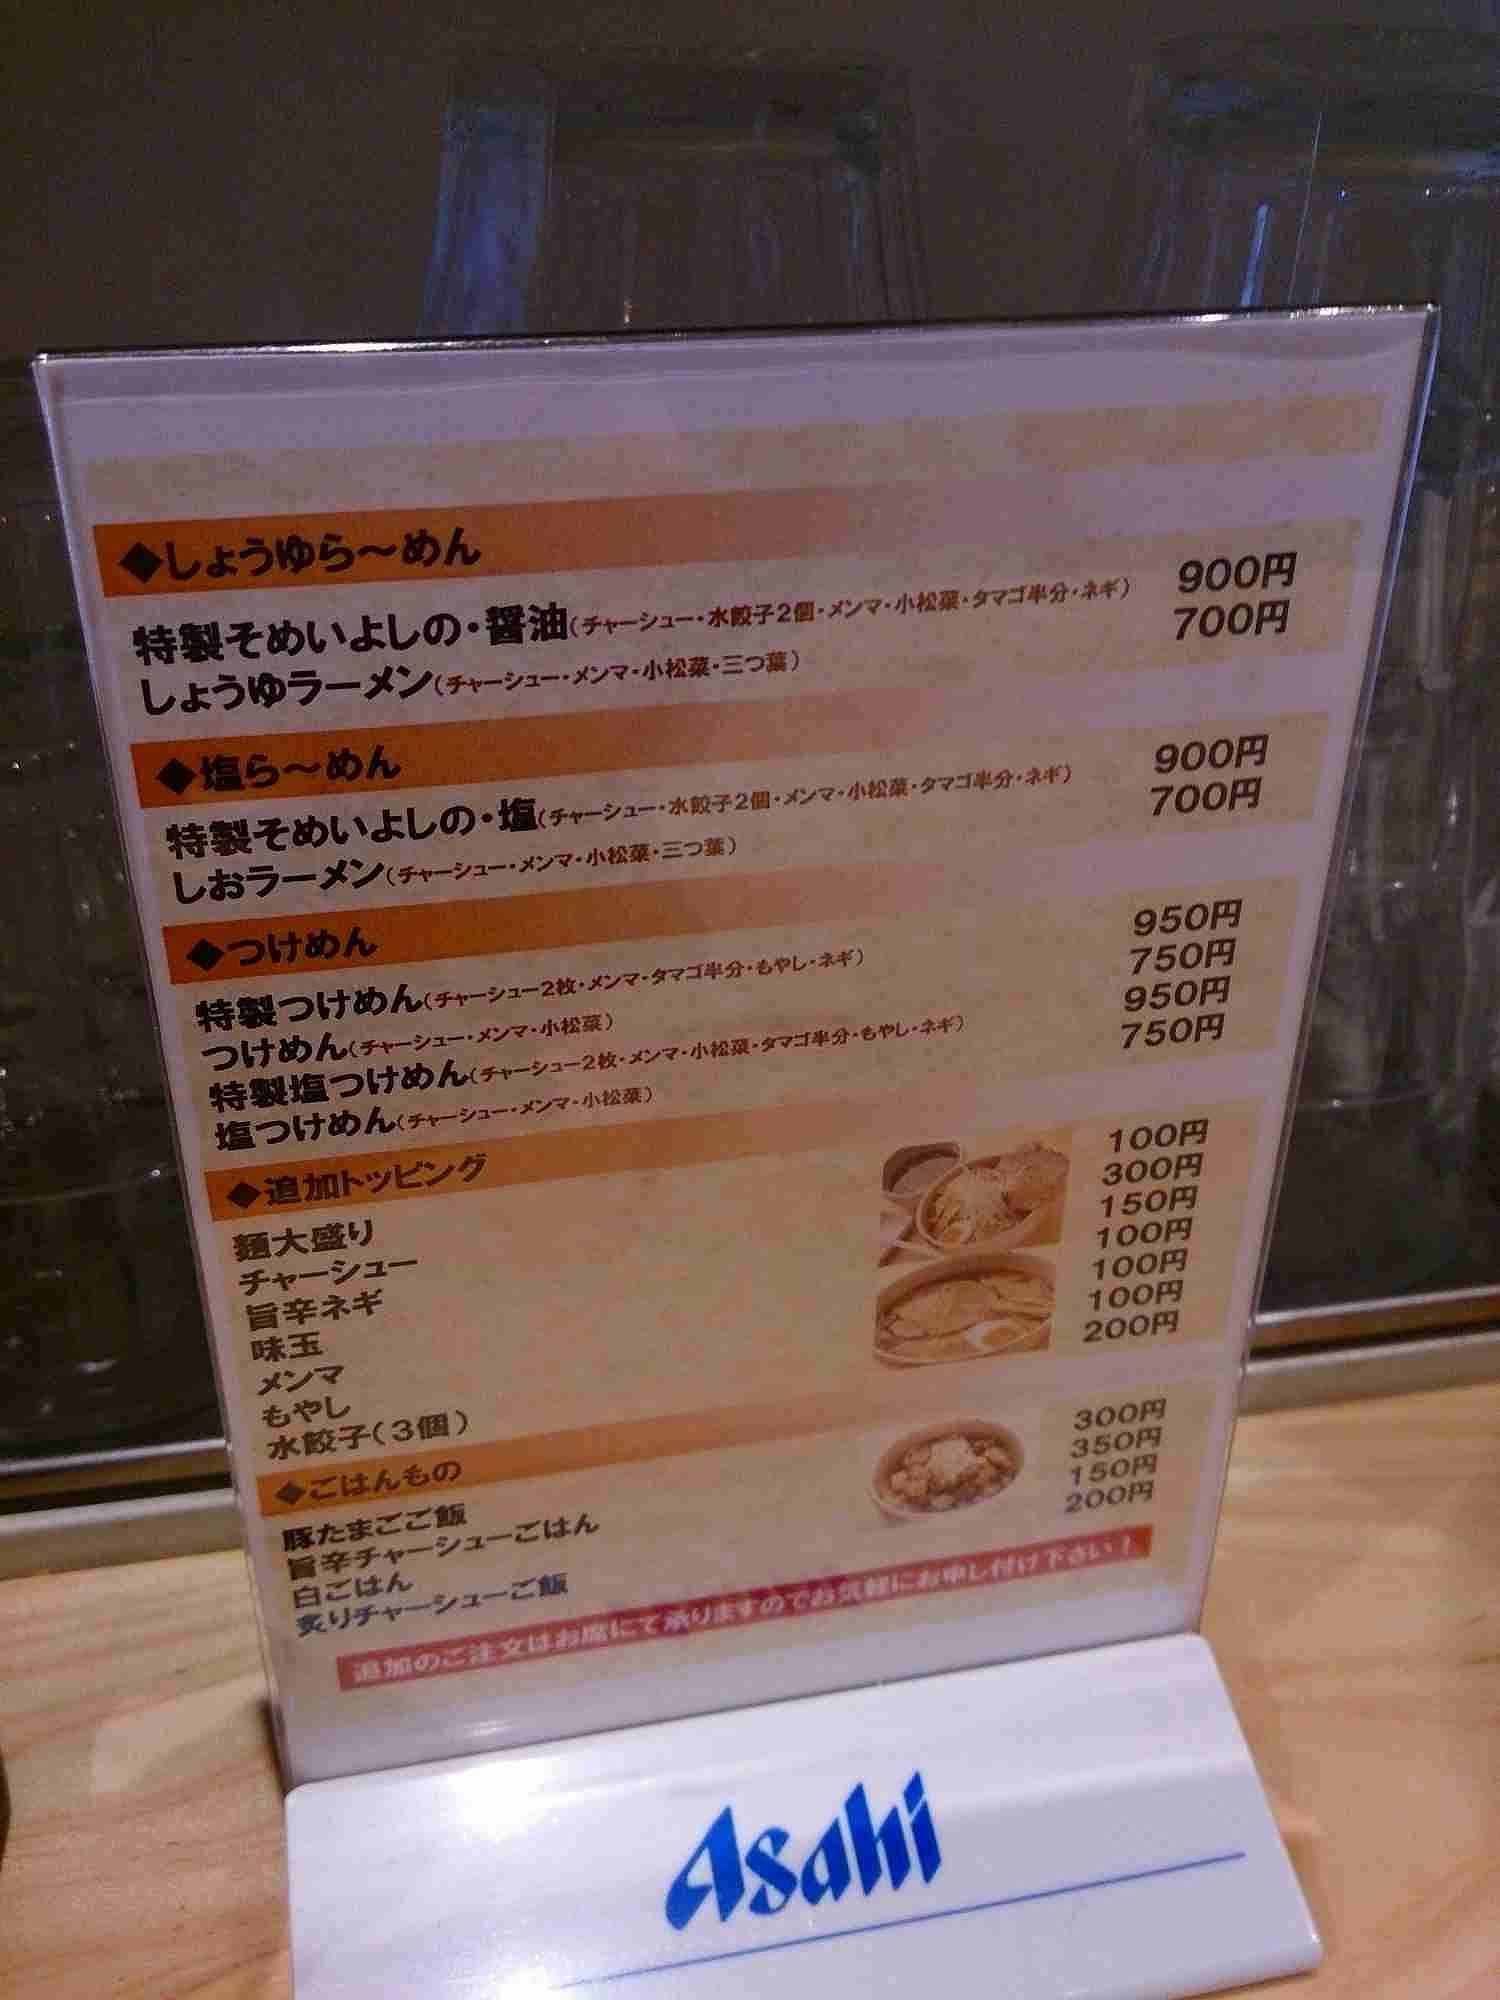 ◆しょうゆら〜めん
特製そめいよしの・醤油(チャーシュー・水餃子2個・メンマ・小松菜・タマゴ半分・ネギ) 900円
しょうゆラーメン(チャーシュー・メンマ・小松菜・三つ葉) 700円
◆塩ら〜めん
特製そめいよしの・塩(チャーシュー・水餃子2個・メンマ・小松菜・タマゴ半分・ネギ) 900円
しおラーメン(チャーシュー・メンマ・小松菜・三つ葉) 700円
◆つけめん
特製つけめん(チャーシュー2枚・メンマ・タマゴ半分・もやし・ネギ) 950円
つけめん(チャーシュー・メンマ・小松菜) 750円
特製塩つけめん(チャーシュー2枚・メンマ・小松菜・タマゴ半分・もやし・ネギ) 950円
塩つけめん(チャーシュー・メンマ・小松菜) 750円
◆追加トッピング
麺大盛り 100円
チャーシュー 300円
旨辛ネギ 150円
味玉 100円
メンマ 100円
もやし 100円
水餃子(3個) 200円
◆ごはんもの
豚たまごご飯 300円
旨辛チャーシューごはん 350円
白ごはん 150円
炙りチャーシューご飯 200円
追加のご注文はお席にて承りますのでお気軽にお申し付け下さい！
Asahi